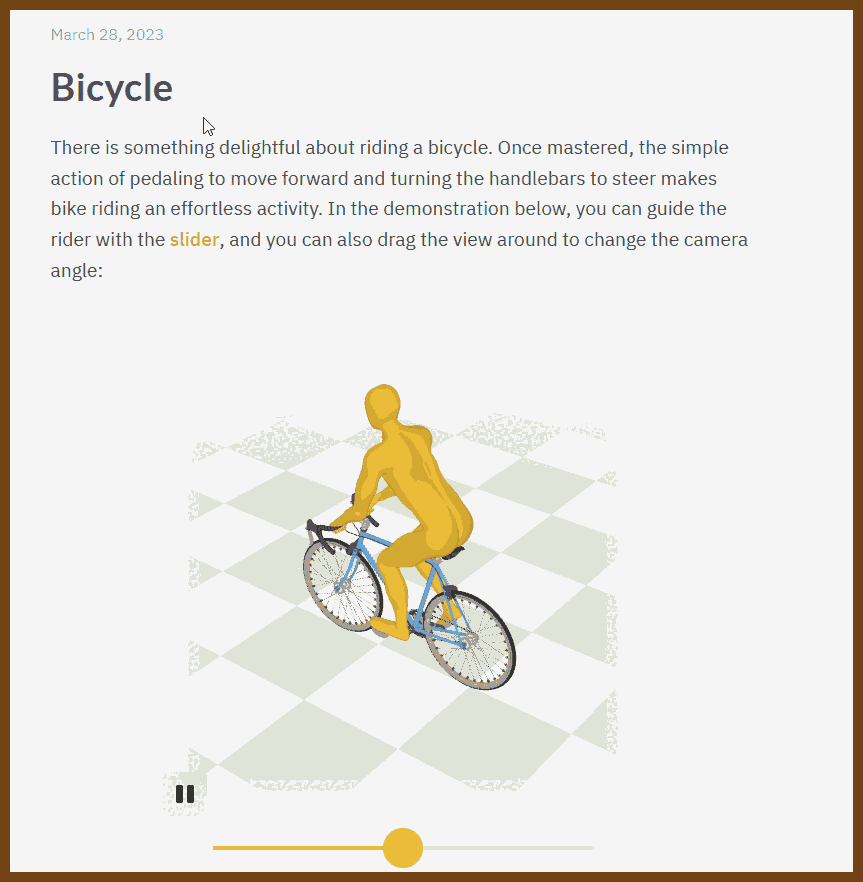 March 28, 2023
Bicycle
There is something delightful about riding a bicycle. Once mastered, the simple
action of pedaling to move forward and turning the handlebars to steer makes
bike riding an effortless activity. In the demonstration below, you can guide the
rider with the slider, and you can also drag the view around to change the camera
angle: